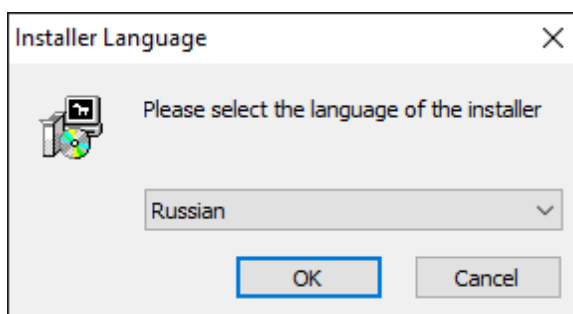 Installer Language
Please select the language of the installer
Russian
OK
Cancel